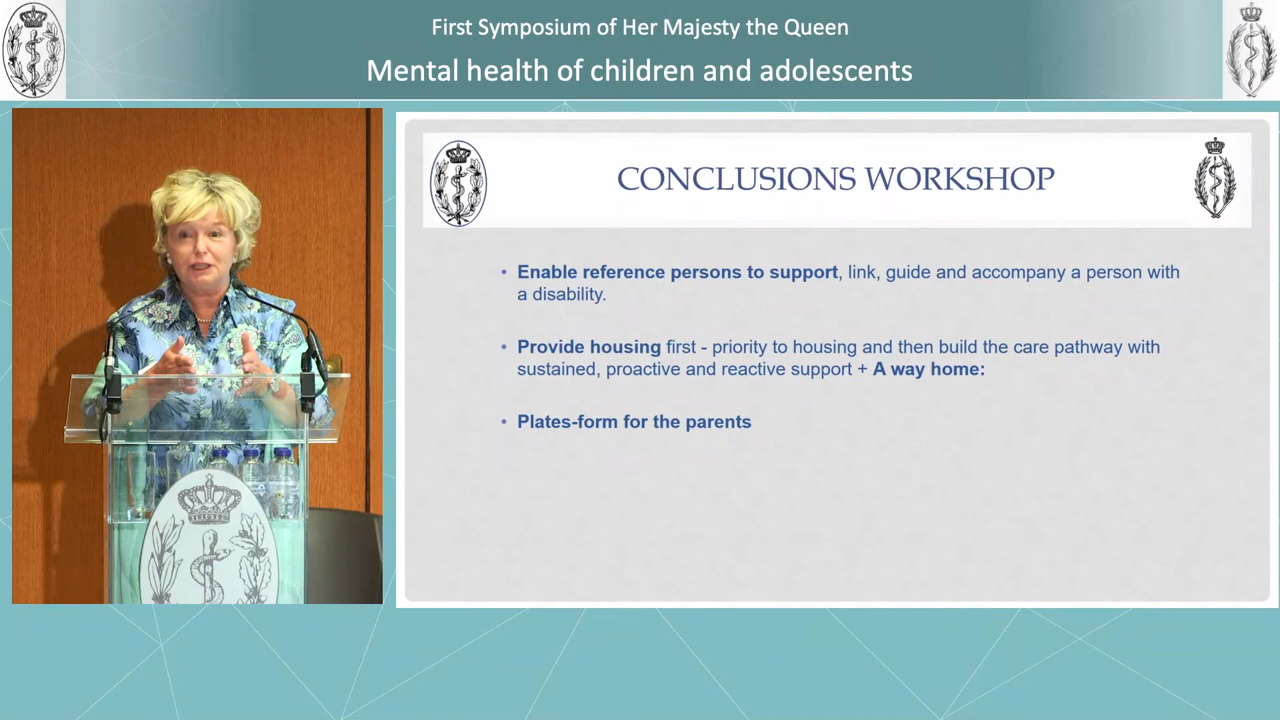 First Symposium of Her Majesty the Queen
Mental health of children and adolescents
CONCLUSIONS WORKSHOP
• Enable reference persons to support, link, guide and accompany a person with
a disability.
• Provide housing first - priority to housing and then build the care pathway with
sustained, proactive and reactive support + A way home:
• Plates-form for the parents